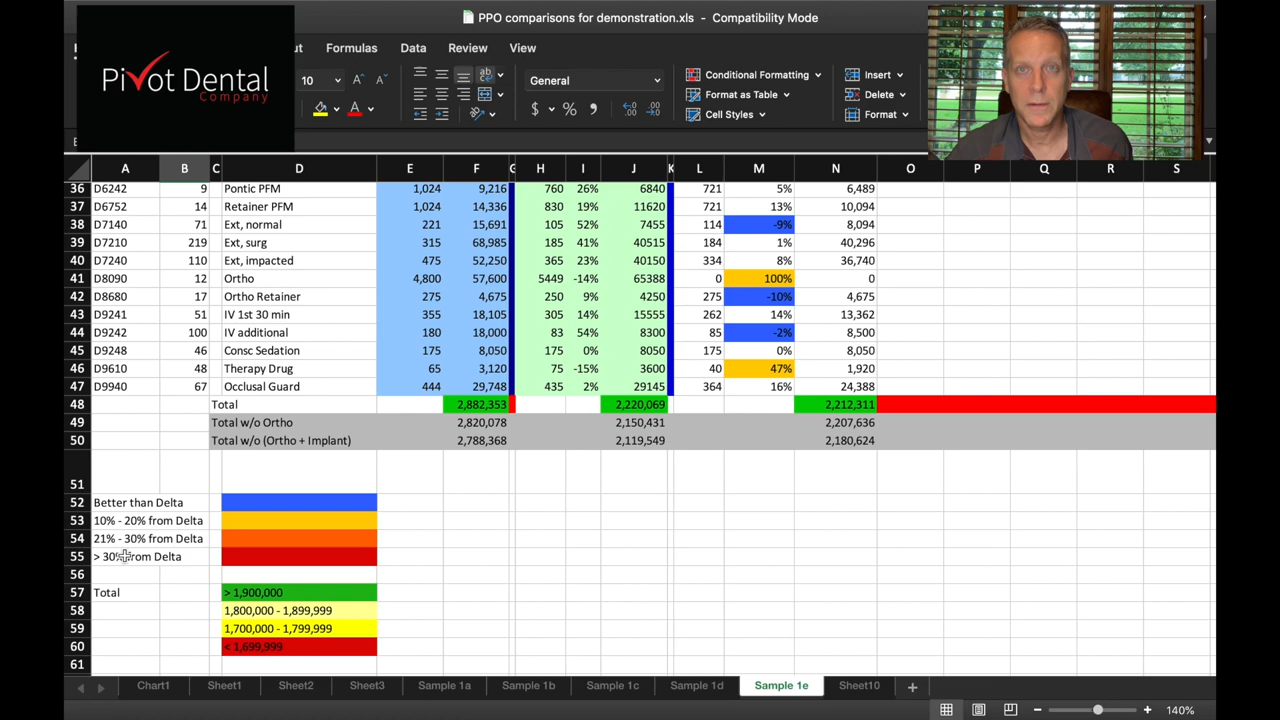 PPO comparisons for demonstration.xls - Compatibility Mode
Pivot Dental
Company
Formulas Data Review View
10 A A General Conditional Formatting Insert
Format as Table Delete
A $ % , Cell Styles Format
A B C D E G H I J K L M N O P Q R S
36 D6242 9 Pontic PFM 1,024 9,216 760 26% 6840 721 5% 6,489
37 D6752 14 Retainer PFM 1,024 14,336 830 19% 11620 721 13% 10,094
38 D7140 71 Ext, normal 221 15,691 105 52% 7455 114 -9% 8,094
39 D7210 219 Ext, surg 315 68,985 185 41% 40515 184 1% 40,296
40 D7240 110 Ext, impacted 475 52,250 365 23% 40150 334 8% 36,740
41 D8090 12 Ortho 4,800 57,600 5449 -14% 65388 0 100% 0
42 D8680 17 Ortho Retainer 275 4,675 250 9% 4250 275 -10% 4,675
43 D9241 51 IV 1st 30 min 355 18,105 305 14% 15555 262 14% 13,362
44 D9242 100 IV additional 180 18,000 83 54% 8300 85 -2% 8,500
45 D9248 46 Consc Sedation 175 8,050 175 0% 8050 175 0% 8,050
46 D9610 48 Therapy Drug 65 3,120 75 -15% 3600 40 47% 1,920
47 D9940 67 Occlusal Guard 444 29,748 435 2% 29145 364 16% 24,388
48 Total 2,882,353 2,220,069 2,212,311
49 Total w/o Ortho 2,820,078 2,150,431 2,207,636
50 Total w/o (Ortho + Implant) 2,788,368 2,119,549 2,180,624
51
52 Better than Delta
53 10% - 20% from Delta
54 21% - 30% from Delta
55 > 30% from Delta
56
57 Total > 1,900,000
58 1,800,000 - 1,899,999
59 1,700,000 - 1,799,999
60 < 1,699,999
61
Chart1 Sheet1 Sheet2 Sheet3 Sample 1a Sample 1b Sample 1c Sample 1d Sample 1e Sheet10 +
- + 140%